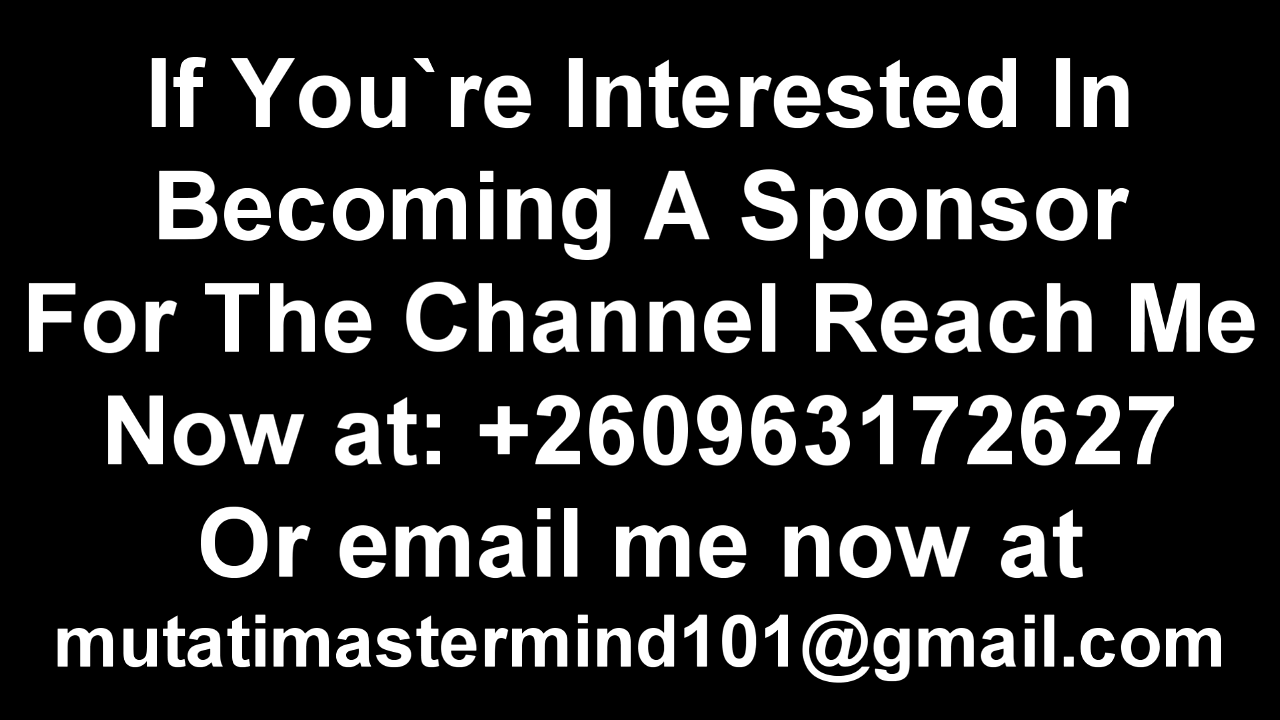 If You`re Interested In
Becoming A Sponsor
For The Channel Reach Me
Now at: +260963172627
Or email me now at
mutatimastermind101@gmail.com